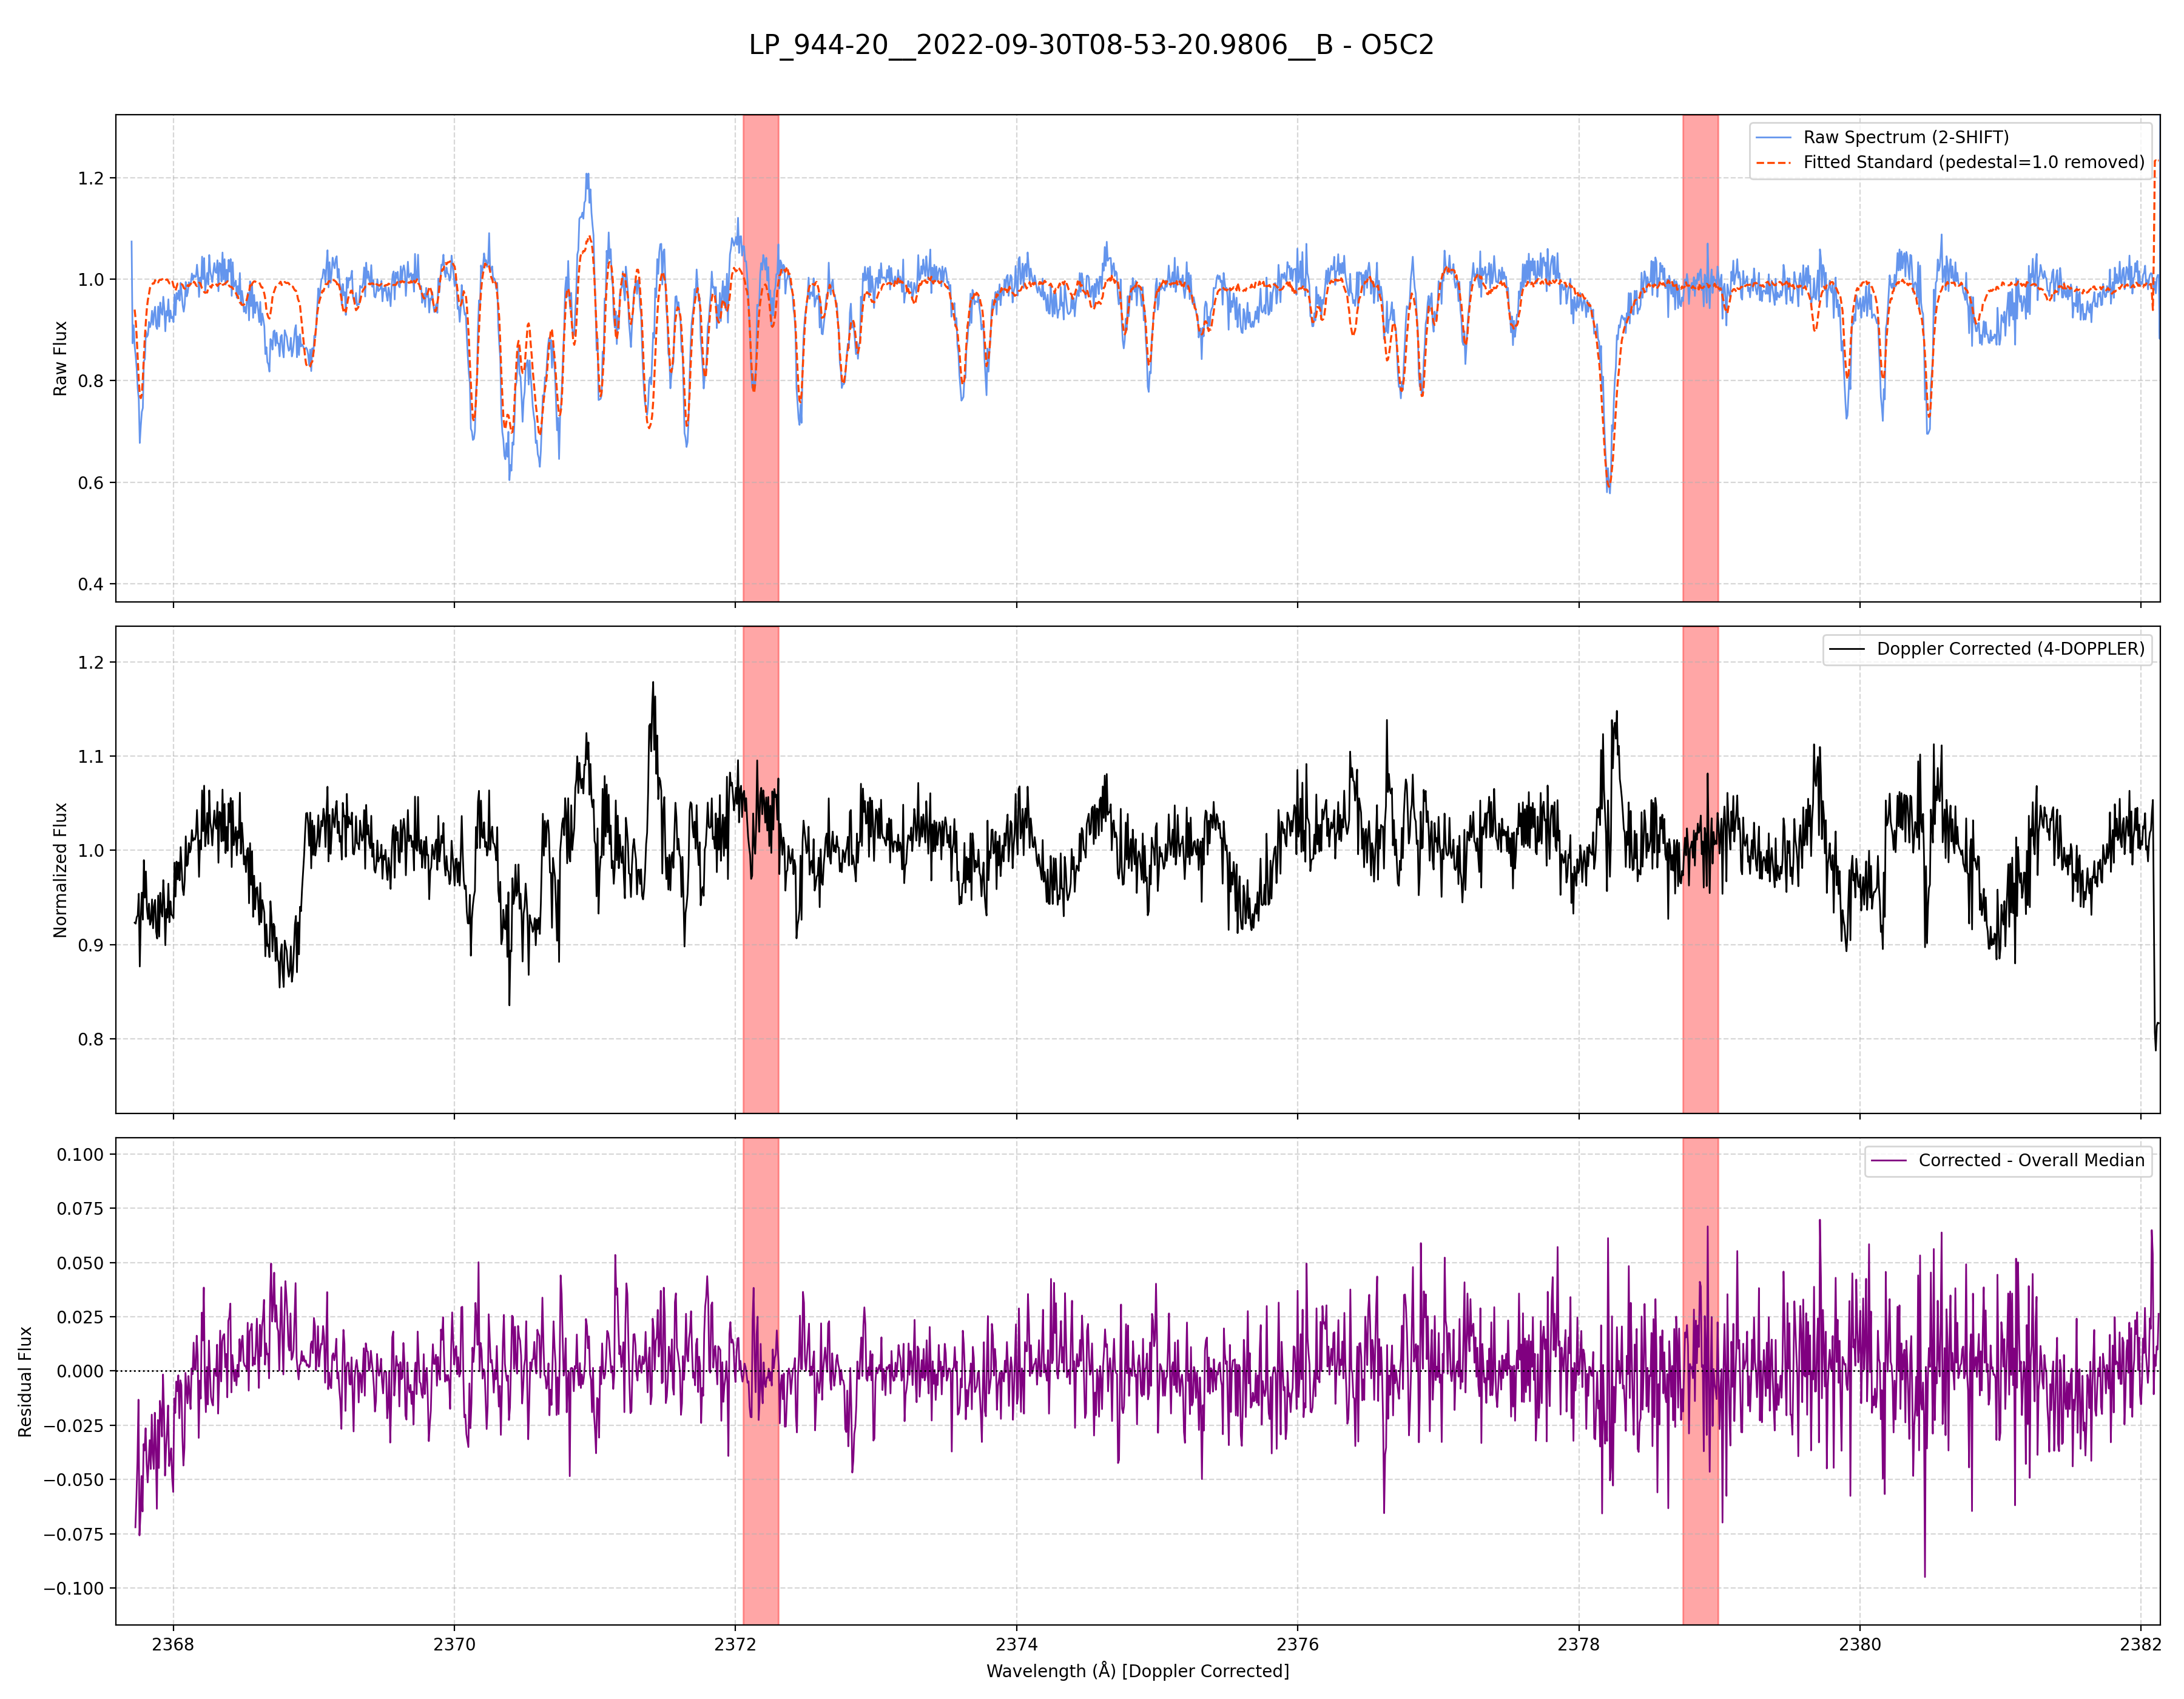 LP_944-20__2022-09-30T08-53-20.9806__B - O5C2
Raw Spectrum (2-SHIFT)
Fitted Standard (pedestal=1.0 removed)
1.2
1.0
0.8
0.6
0.4
Raw Flux
Doppler Corrected (4-DOPPLER)
1.2
1.1
1.0
0.9
0.8
Normalized Flux
Corrected - Overall Median
0.100
0.075
0.050
0.025
0.000
−0.025
−0.050
−0.075
−0.100
Residual Flux
2368 2370 2372 2374 2376 2378 2380 2382
Wavelength (Å) [Doppler Corrected]